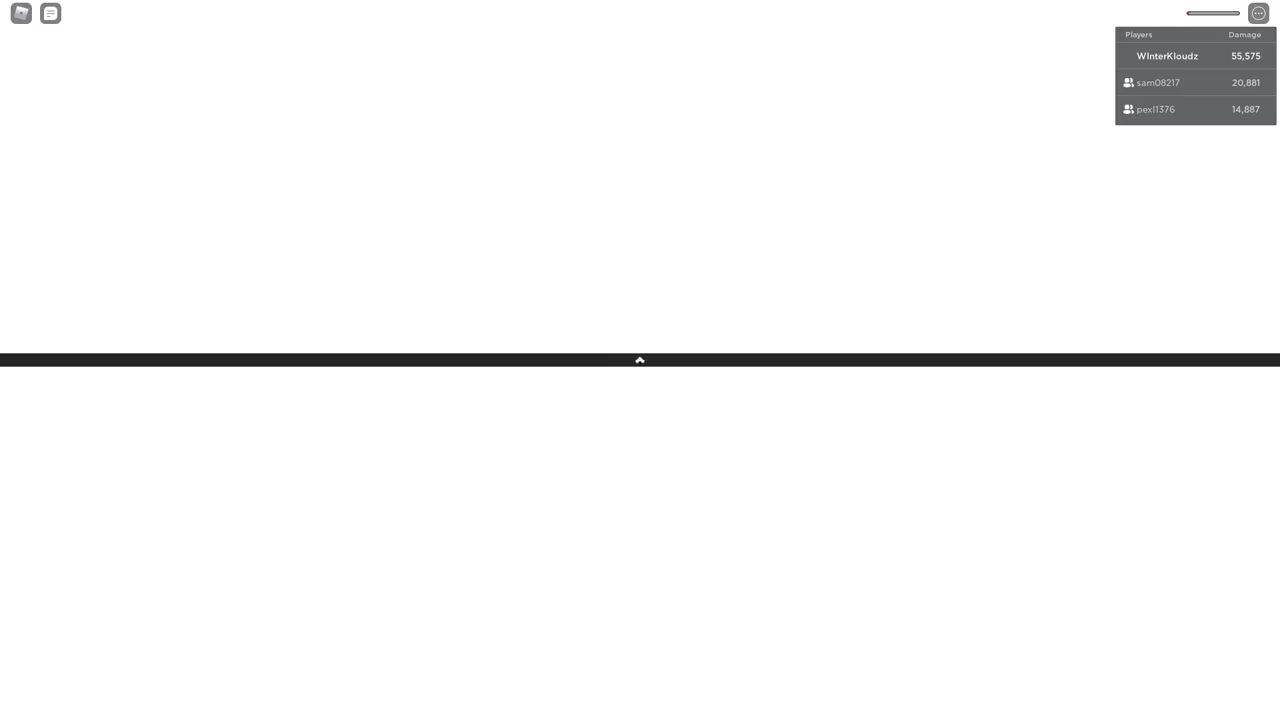 Players Damage
WInterKloudz 55,575
sam08217 20,881
pexl1376 14,887